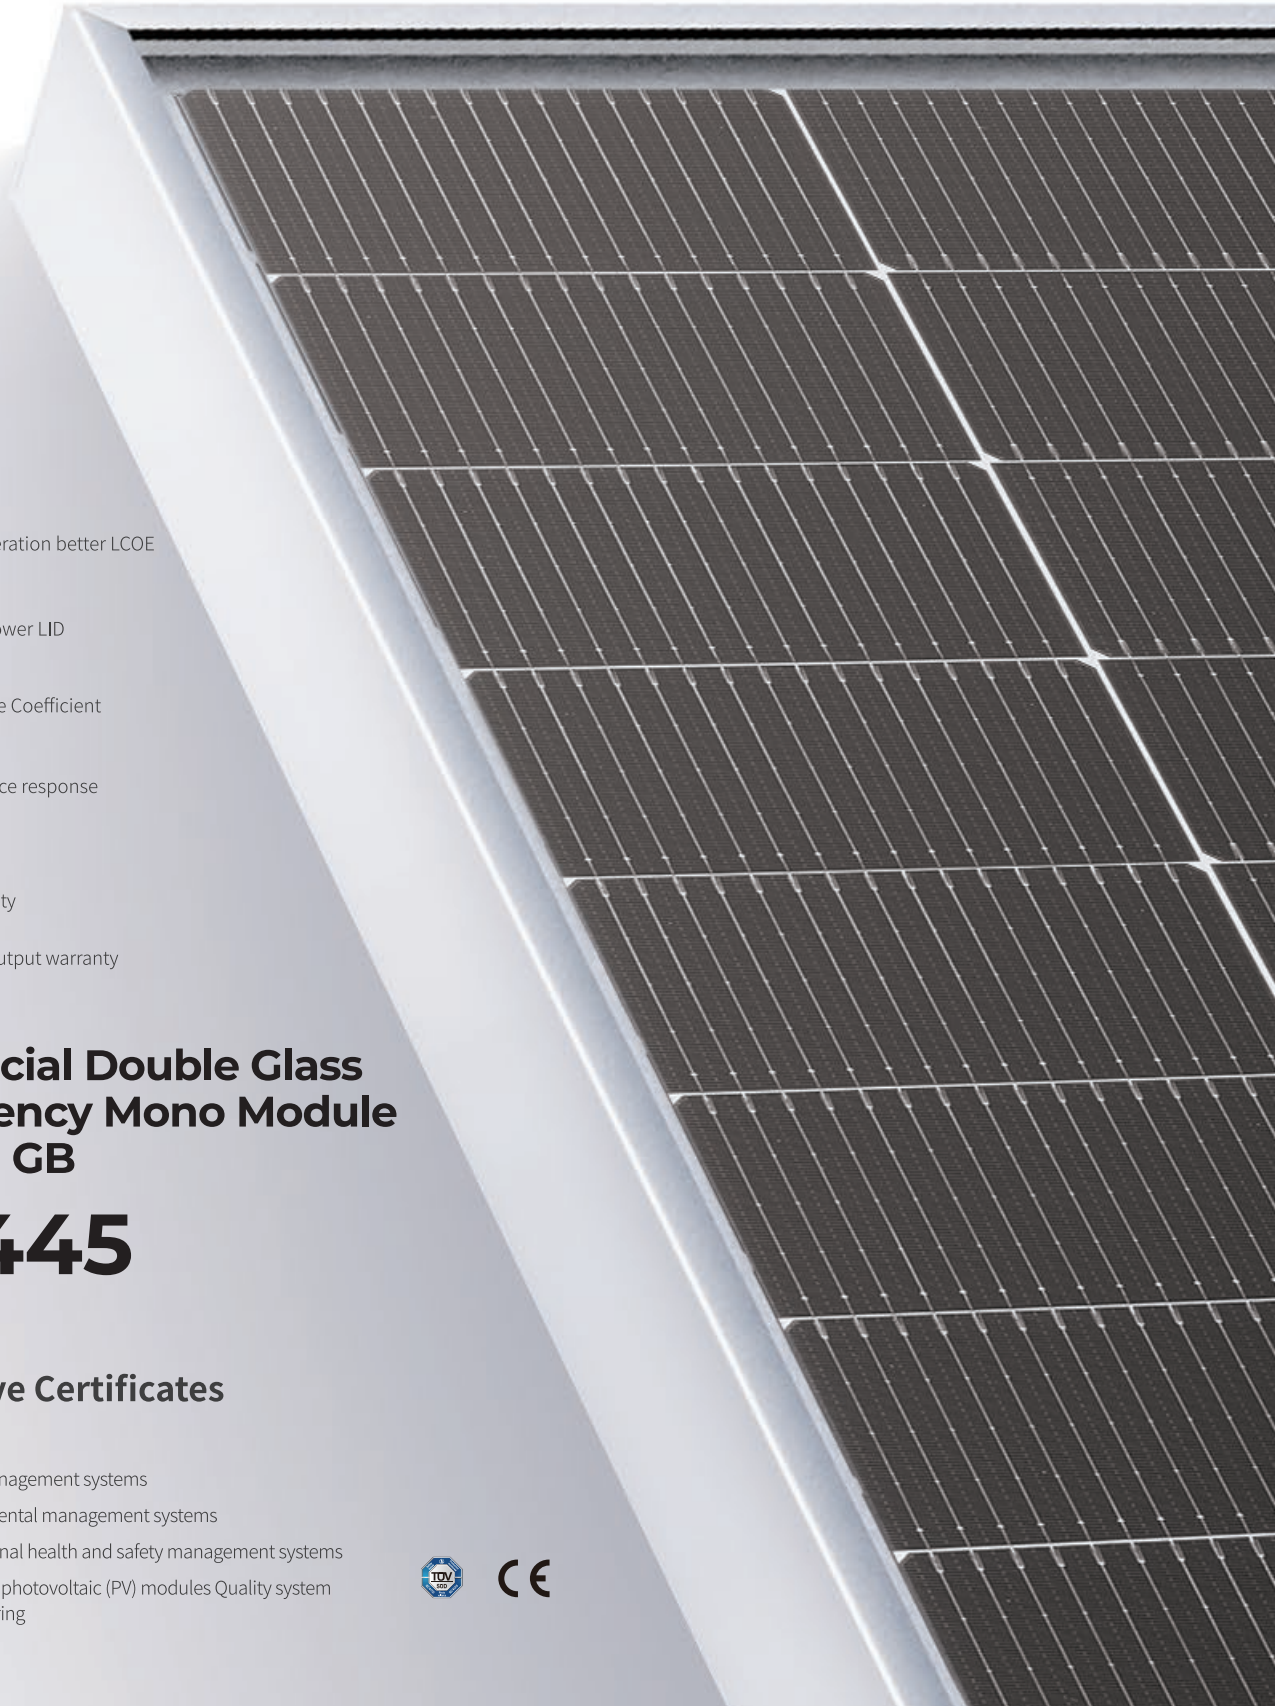 eration better LCOE
ower LID
e Coefficient
ce response
ty
utput warranty
cial Double Glass
ency Mono Module
GB
445
ve Certificates
nagement systems
ental management systems
nal health and safety management systems
photovoltaic (PV) modules Quality system
ing
TÜV
SÜD
CE